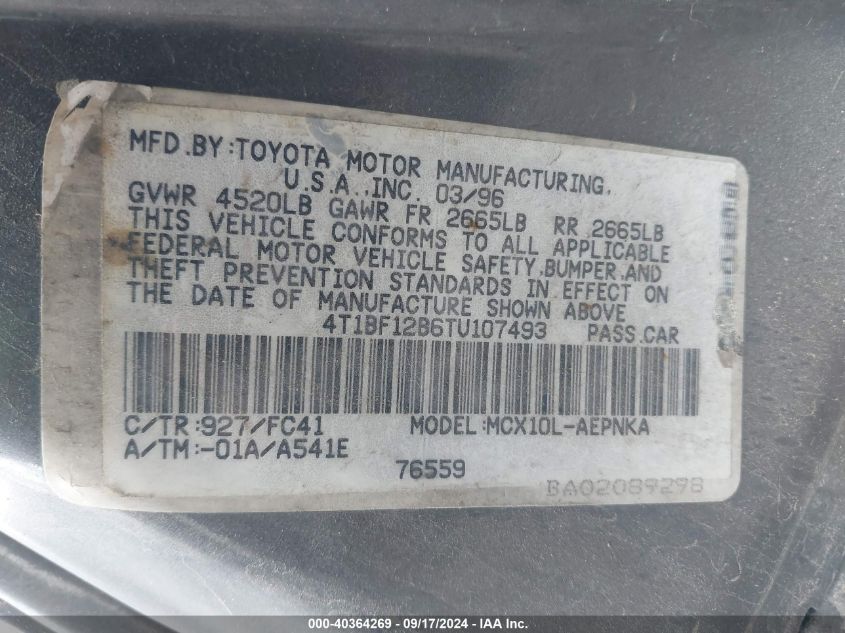 MFD.BY:TOYOTA MOTOR MANUFACTURING,
U.S.A.,INC. 03/96
GVWR 4520LB GAWR FR 2665LB RR 2665LB
THIS VEHICLE CONFORMS TO ALL APPLICABLE
FEDERAL MOTOR VEHICLE SAFETY,BUMPER,AND
THEFT PREVENTION STANDARDS IN EFFECT ON
THE DATE OF MANUFACTURE SHOWN ABOVE
4T1BF12B6TU107493 PASS.CAR
C/TR:927/FC41 MODEL:MCX10L-AEPNKA
A/TM:-01A/A541E
76559
BA02089298
000-40364269 - 09/17/2024 - IAA Inc.